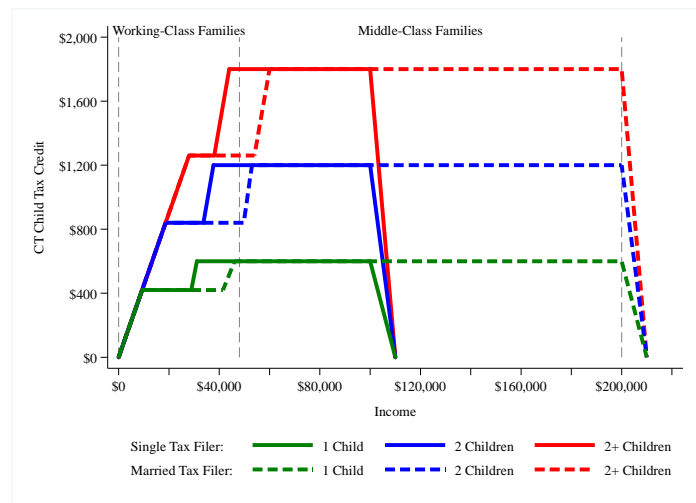 Working-Class Families Middle-Class Families
$2,000
$1,600
$1,200
$800
$400
$0
CT Child Tax Credit
$0 $40,000 $80,000 $120,000 $160,000 $200,000
Income
Single Tax Filer: 1 Child 2 Children 2+ Children
Married Tax Filer: 1 Child 2 Children 2+ Children